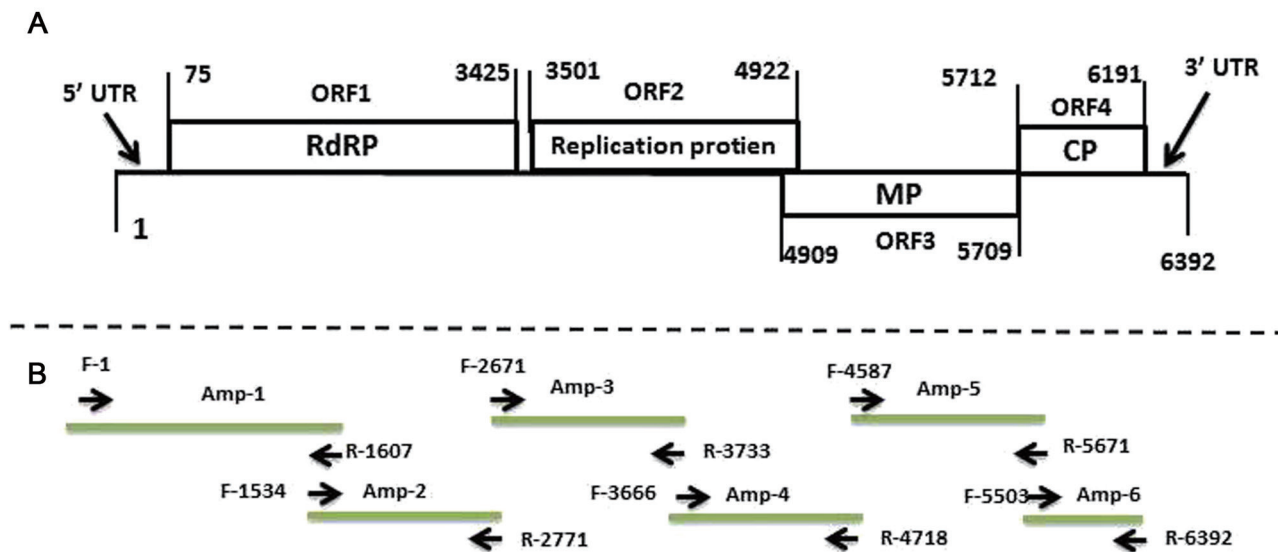 A
75 3425 3501 4922 5712 6191 3' UTR
5' UTR ORF1 ORF2 ORF4
RdRP Replication protien CP
1 MP
4909 ORF3 5709 6392
B
F-1 F-2671 F-4587
Amp-1 Amp-3 Amp-5
R-1607 R-3733 R-5671
F-1534 Amp-2 F-3666 Amp-4 F-5503 Amp-6
R-2771 R-4718 R-6392